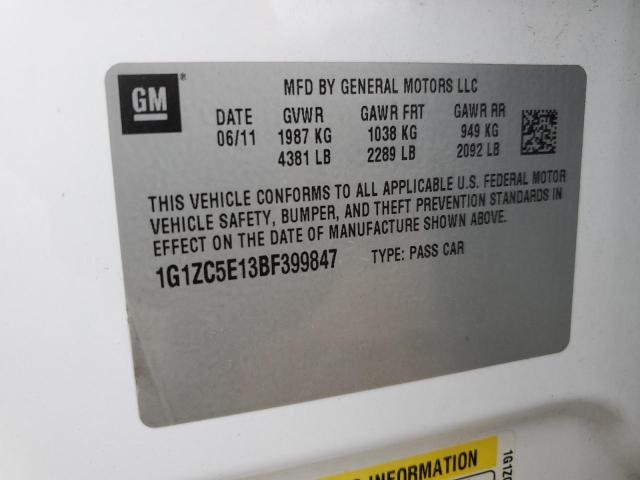 GM®
MFD BY GENERAL MOTORS LLC
DATE GVWR GAWR FRT GAWR RR
06/11 1987 KG 1038 KG 949 KG
4381 LB 2289 LB 2092 LB
THIS VEHICLE CONFORMS TO ALL APPLICABLE U.S. FEDERAL MOTOR
VEHICLE SAFETY, BUMPER, AND THEFT PREVENTION STANDARDS IN
EFFECT ON THE DATE OF MANUFACTURE SHOWN ABOVE.
1G1ZC5E13BF399847 TYPE: PASS CAR
INFORMATION
1G1ZC